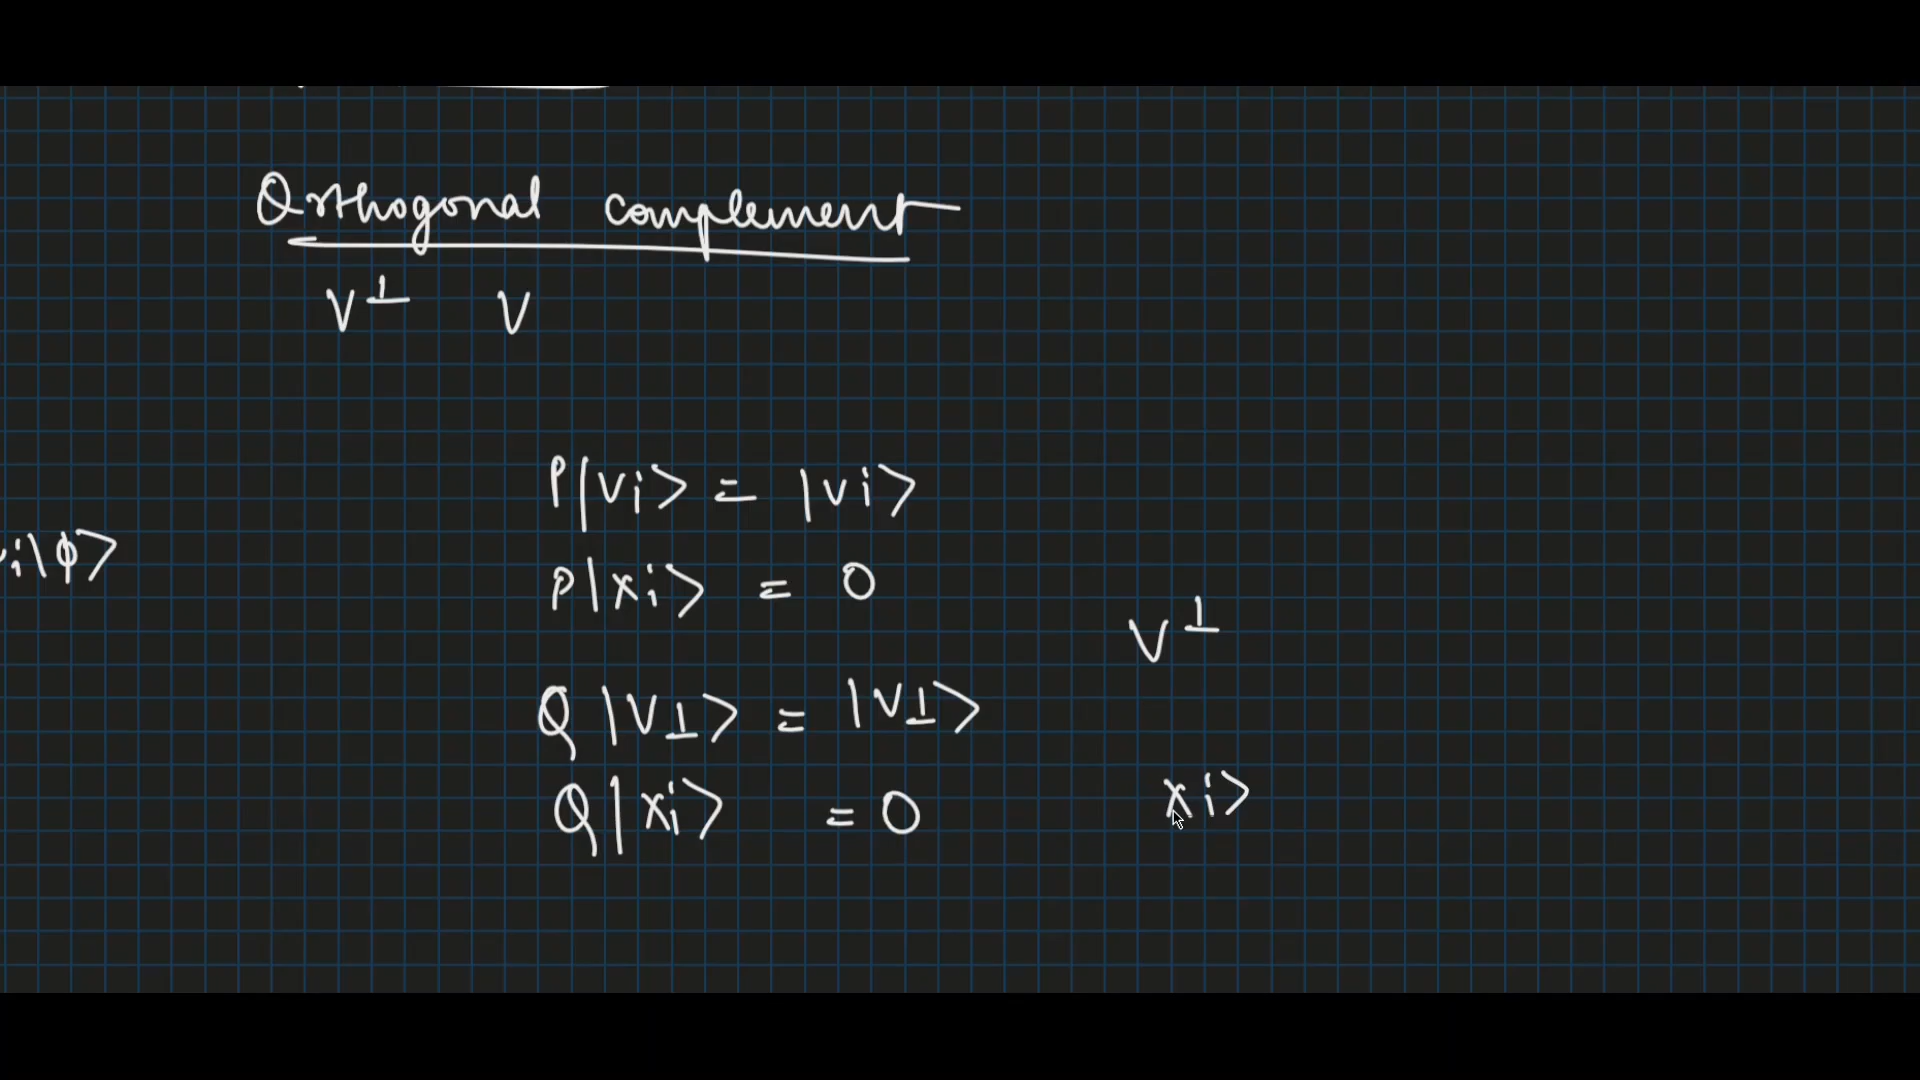 Orthogonal complement
V⊥ V
P|vi> = |vi>
i|ϕ>
P|xi> = 0
V⊥
Q|V⊥> = |V⊥>
xi>
Q|xi> = 0